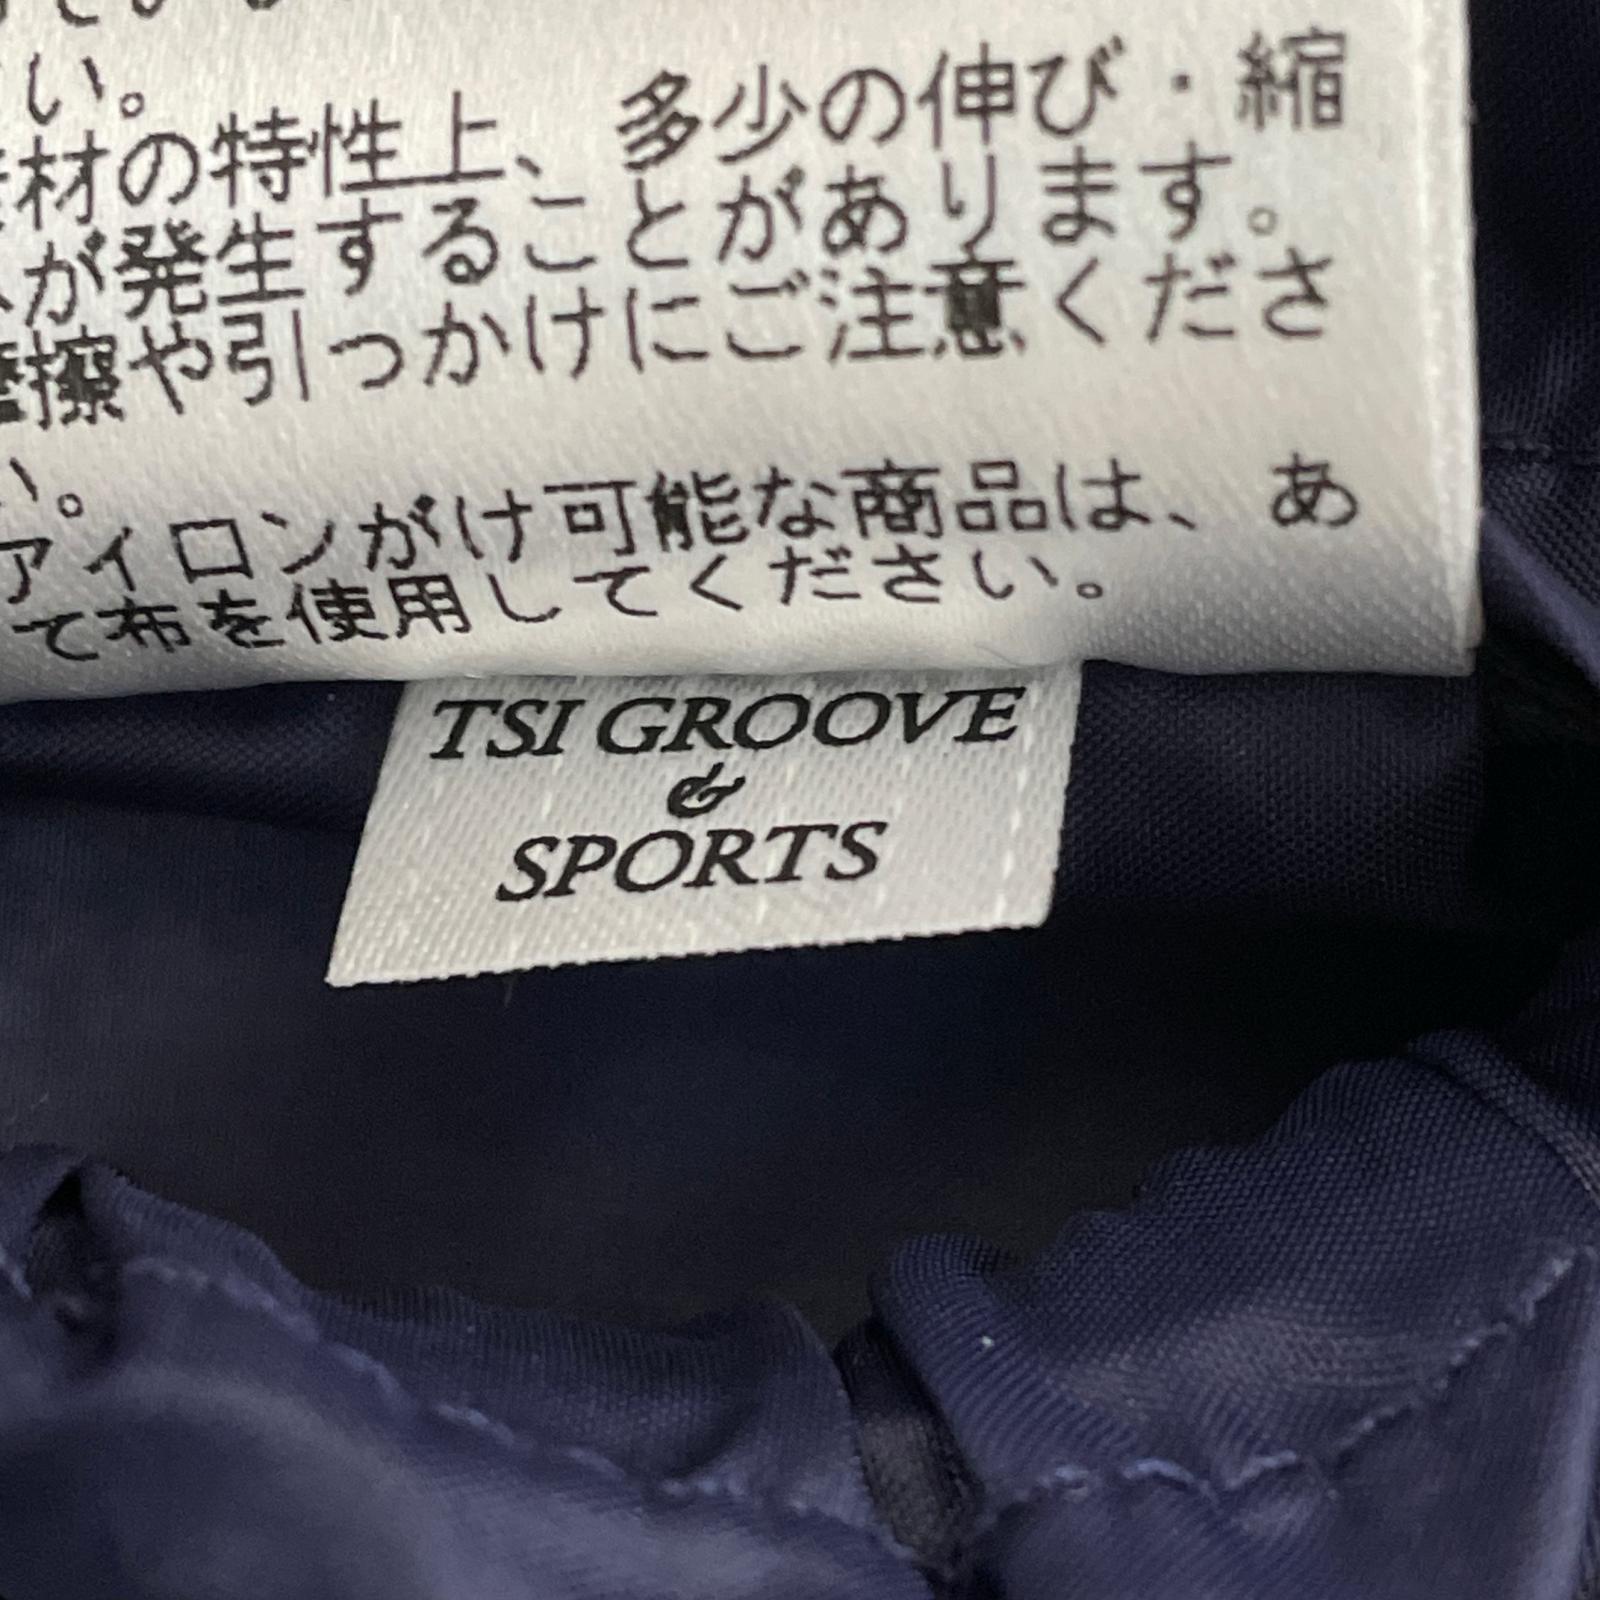 い。
材の特性上、多少の伸び・縮
が発生することがあります。
摩擦や引っかけにご注意くださ
い。
アイロンがけ可能な商品は、あ
て布を使用してください。
TSI GROOVE
&
SPORTS